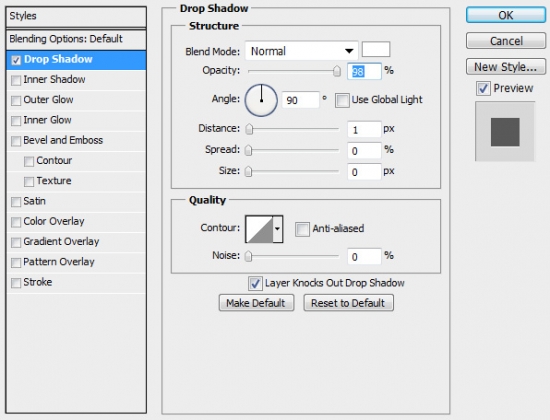 Styles
Blending Options: Default
Drop Shadow
Inner Shadow
Outer Glow
Inner Glow
Bevel and Emboss
Contour
Texture
Satin
Color Overlay
Gradient Overlay
Pattern Overlay
Stroke
Drop Shadow
Structure
Blend Mode: Normal
Opacity: 98 %
Angle: 90 ° Use Global Light
Distance: 1 px
Spread: 0 %
Size: 0 px
Quality
Contour: Anti-aliased
Noise: 0 %
Layer Knocks Out Drop Shadow
Make Default Reset to Default
OK
Cancel
New Style...
Preview